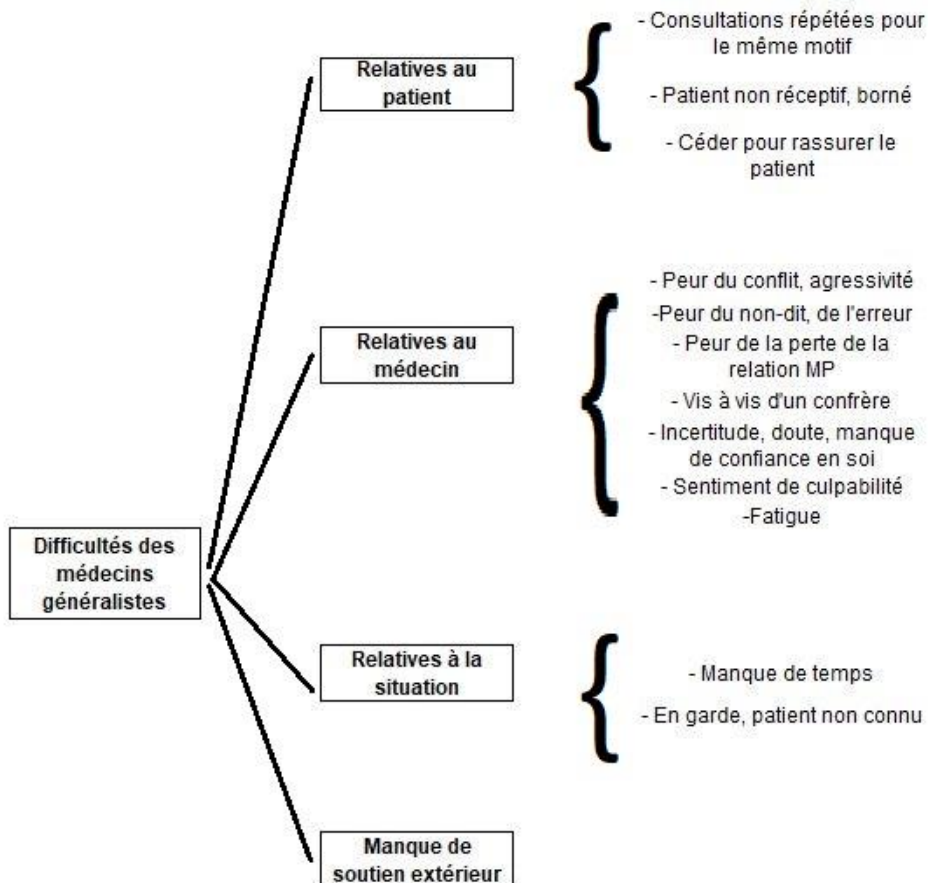 Difficultés des
médecins
généralistes
Relatives au
patient
- Consultations répétées pour
le même motif
- Patient non réceptif, borné
- Céder pour rassurer le
patient
Relatives au
médecin
- Peur du conflit, agressivité
-Peur du non-dit, de l'erreur
- Peur de la perte de la
relation MP
- Vis à vis d'un confrère
- Incertitude, doute, manque
de confiance en soi
- Sentiment de culpabilité
-Fatigue
Relatives à la
situation
- Manque de temps
- En garde, patient non connu
Manque de
soutien extérieur